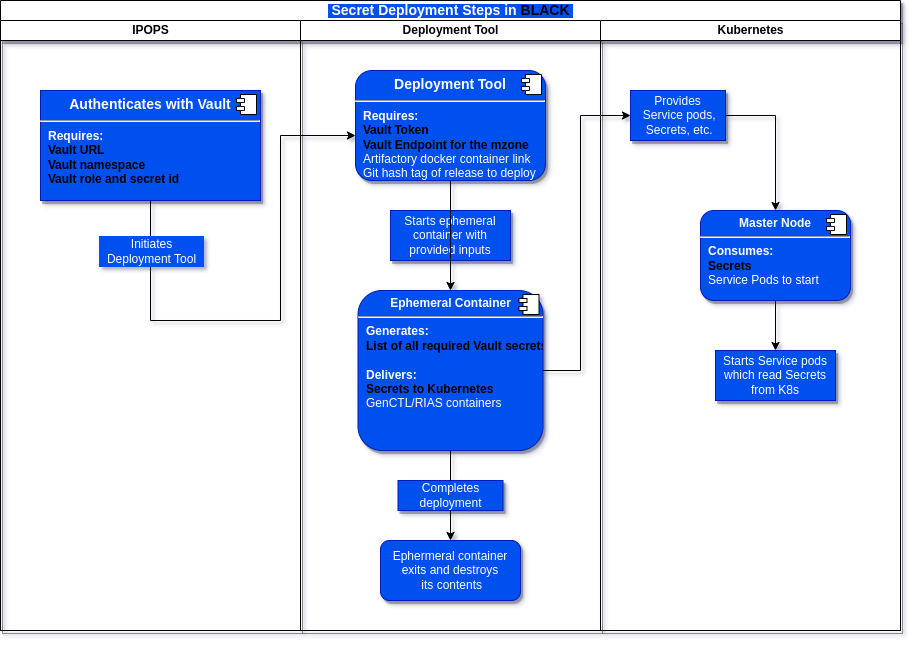 Secret Deployment Steps in BLACK
IPOPS
Deployment Tool
Kubernetes
Authenticates with Vault
Requires:
Vault URL
Vault namespace
Vault role and secret id
Initiates
Deployment Tool
Deployment Tool
Requires:
Vault Token
Vault Endpoint for the mzone
Artifactory docker container link
Git hash tag of release to deploy
Starts ephemeral
container with
provided inputs
Ephemeral Container
Generates:
List of all required Vault secrets
Delivers:
Secrets to Kubernetes
GenCTL/RIAS containers
Completes
deployment
Ephermeral container
exits and destroys
its contents
Provides
Service pods,
Secrets, etc.
Master Node
Consumes:
Secrets
Service Pods to start
Starts Service pods
which read Secrets
from K8s